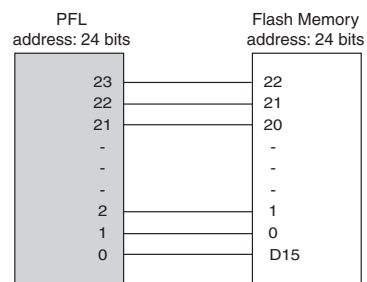 PFL Flash Memory
address: 24 bits address: 24 bits
23 22
22 21
21 20
- -
- -
- -
2 1
1 0
0 D15